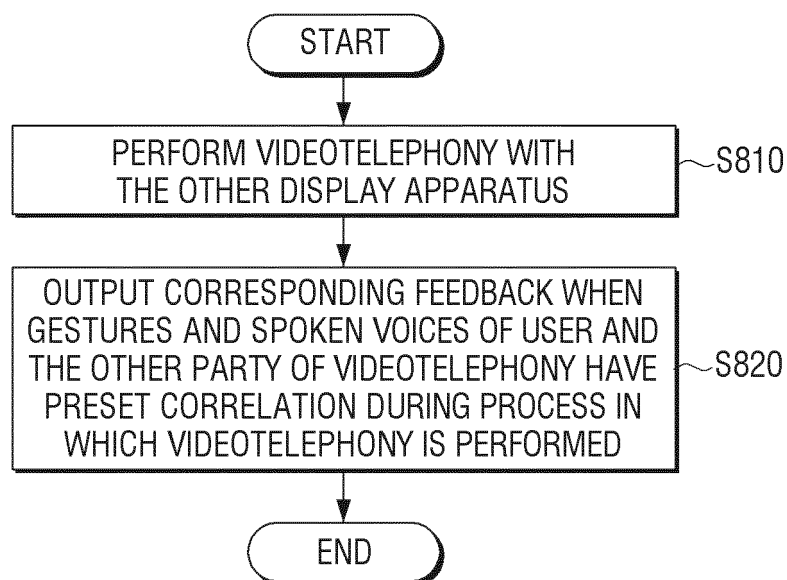 START
PERFORM VIDEOTELEPHONY WITH
THE OTHER DISPLAY APPARATUS
S810
OUTPUT CORRESPONDING FEEDBACK WHEN
GESTURES AND SPOKEN VOICES OF USER AND
THE OTHER PARTY OF VIDEOTELEPHONY HAVE
PRESET CORRELATION DURING PROCESS IN
WHICH VIDEOTELEPHONY IS PERFORMED
S820
END